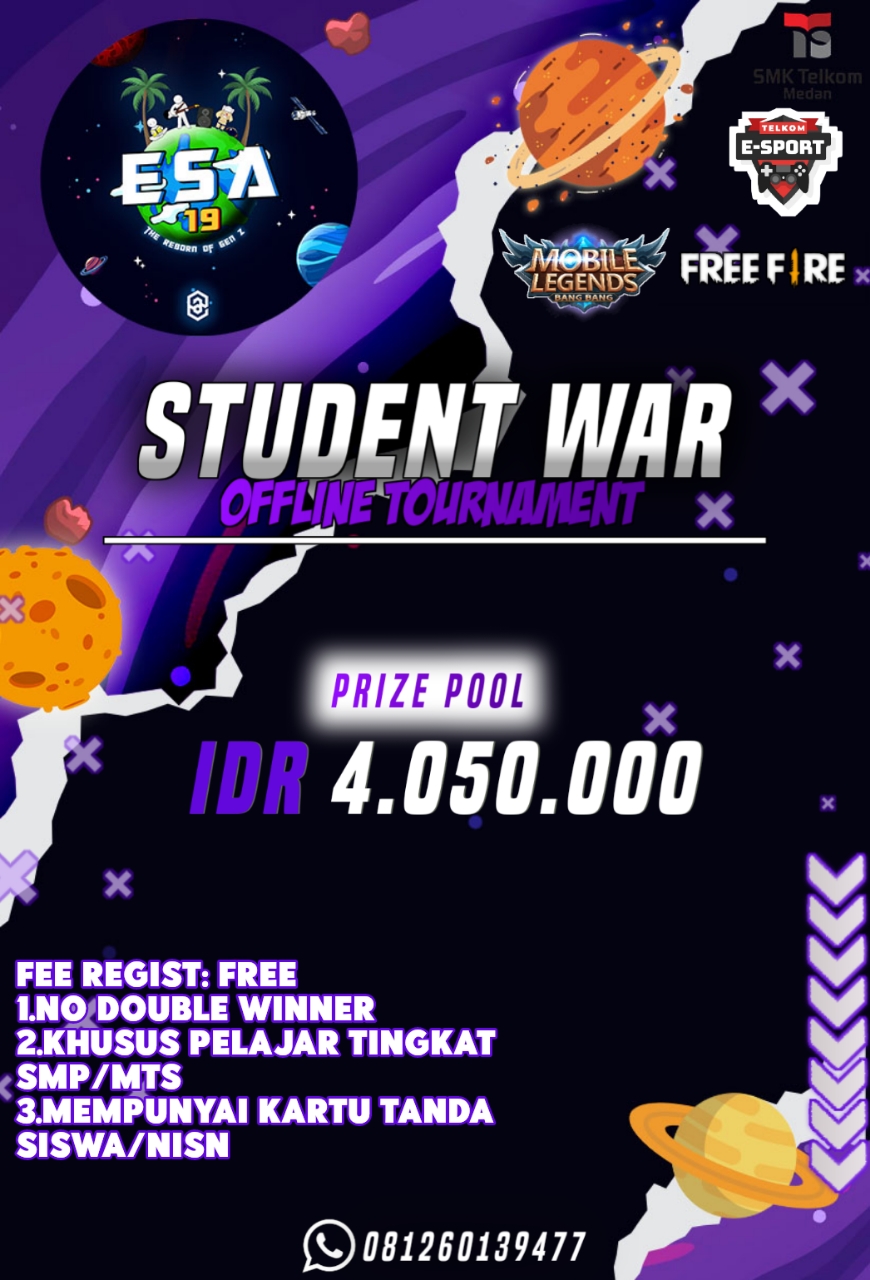 SMK Telkom
Medan
TELKOM
E-SPORT
ESA
19
THE REBORN OF GEN Z
MOBILE
LEGENDS
BANG BANG
FREE FIRE
STUDENT WAR
OFFLINE TOURNAMENT
PRIZE POOL
IDR 4.050.000
FEE REGIST: FREE
1.NO DOUBLE WINNER
2.KHUSUS PELAJAR TINGKAT
SMP/MTS
3.MEMPUNYAI KARTU TANDA
SISWA/NISN
081260139477